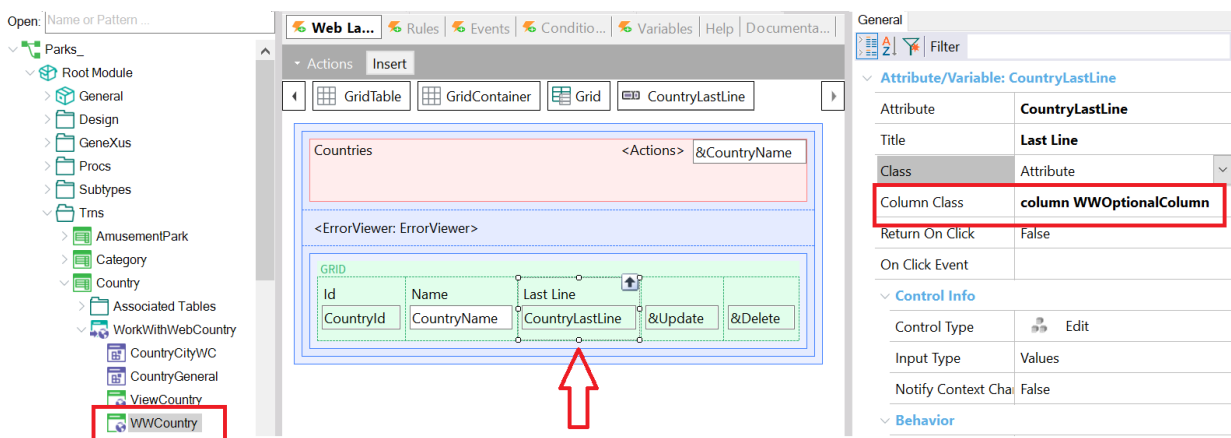 Open: Name or Pattern ...
Parks_
Root Module
General
Design
GeneXus
Procs
Subtypes
Trns
AmusementPark
Category
Country
Associated Tables
WorkWithWebCountry
CountryCityWC
CountryGeneral
ViewCountry
WWCountry
Web La... Rules Events Conditio... Variables Help Documenta...
Actions Insert
GridTable GridContainer Grid CountryLastLine
Countries <Actions> &CountryName
<ErrorViewer: ErrorViewer>
GRID
Id Name Last Line
CountryId CountryName CountryLastLine &Update &Delete
General
Filter
Attribute/Variable: CountryLastLine
Attribute CountryLastLine
Title Last Line
Class Attribute
Column Class column WWOptionalColumn
Return On Click False
On Click Event
Control Info
Control Type Edit
Input Type Values
Notify Context Cha False
Behavior